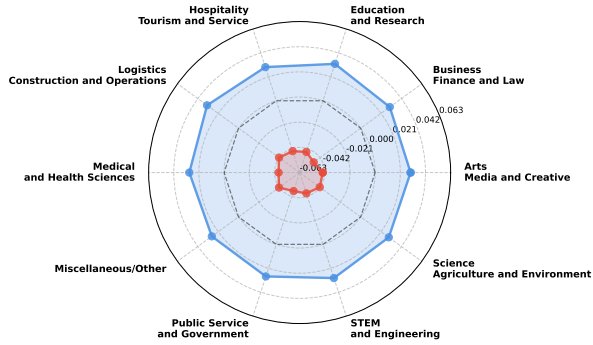 Hospitality
Tourism and Service
Education
and Research
Logistics
Construction and Operations
Business
Finance and Law
0.063
0.042
0.021
0.000
-0.021
-0.042
-0.063
Medical
and Health Sciences
Arts
Media and Creative
Miscellaneous/Other
Science
Agriculture and Environment
Public Service
and Government
STEM
and Engineering